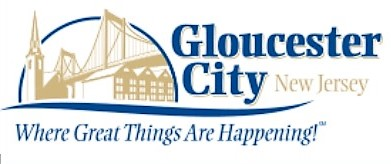 Gloucester
City New Jersey
Where Great Things Are Happening!™